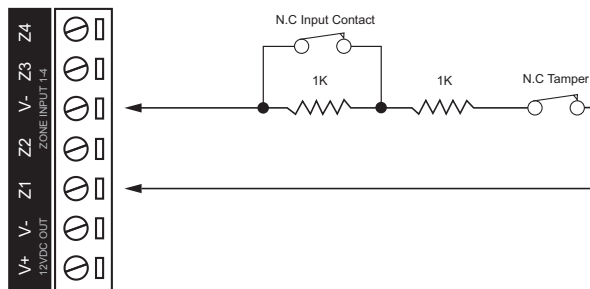 N.C Input Contact
1K
1K
N.C Tamper
Z4
Z3
V-
Z2
Z1
V-
V+
ZONE INPUT 1-4
12VDC OUT